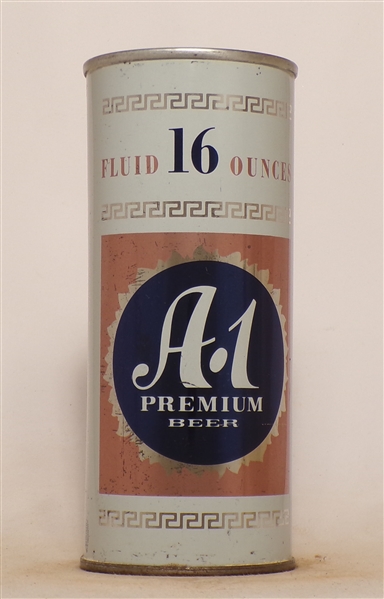 FLUID 16 OUNCES
A·1
PREMIUM
BEER